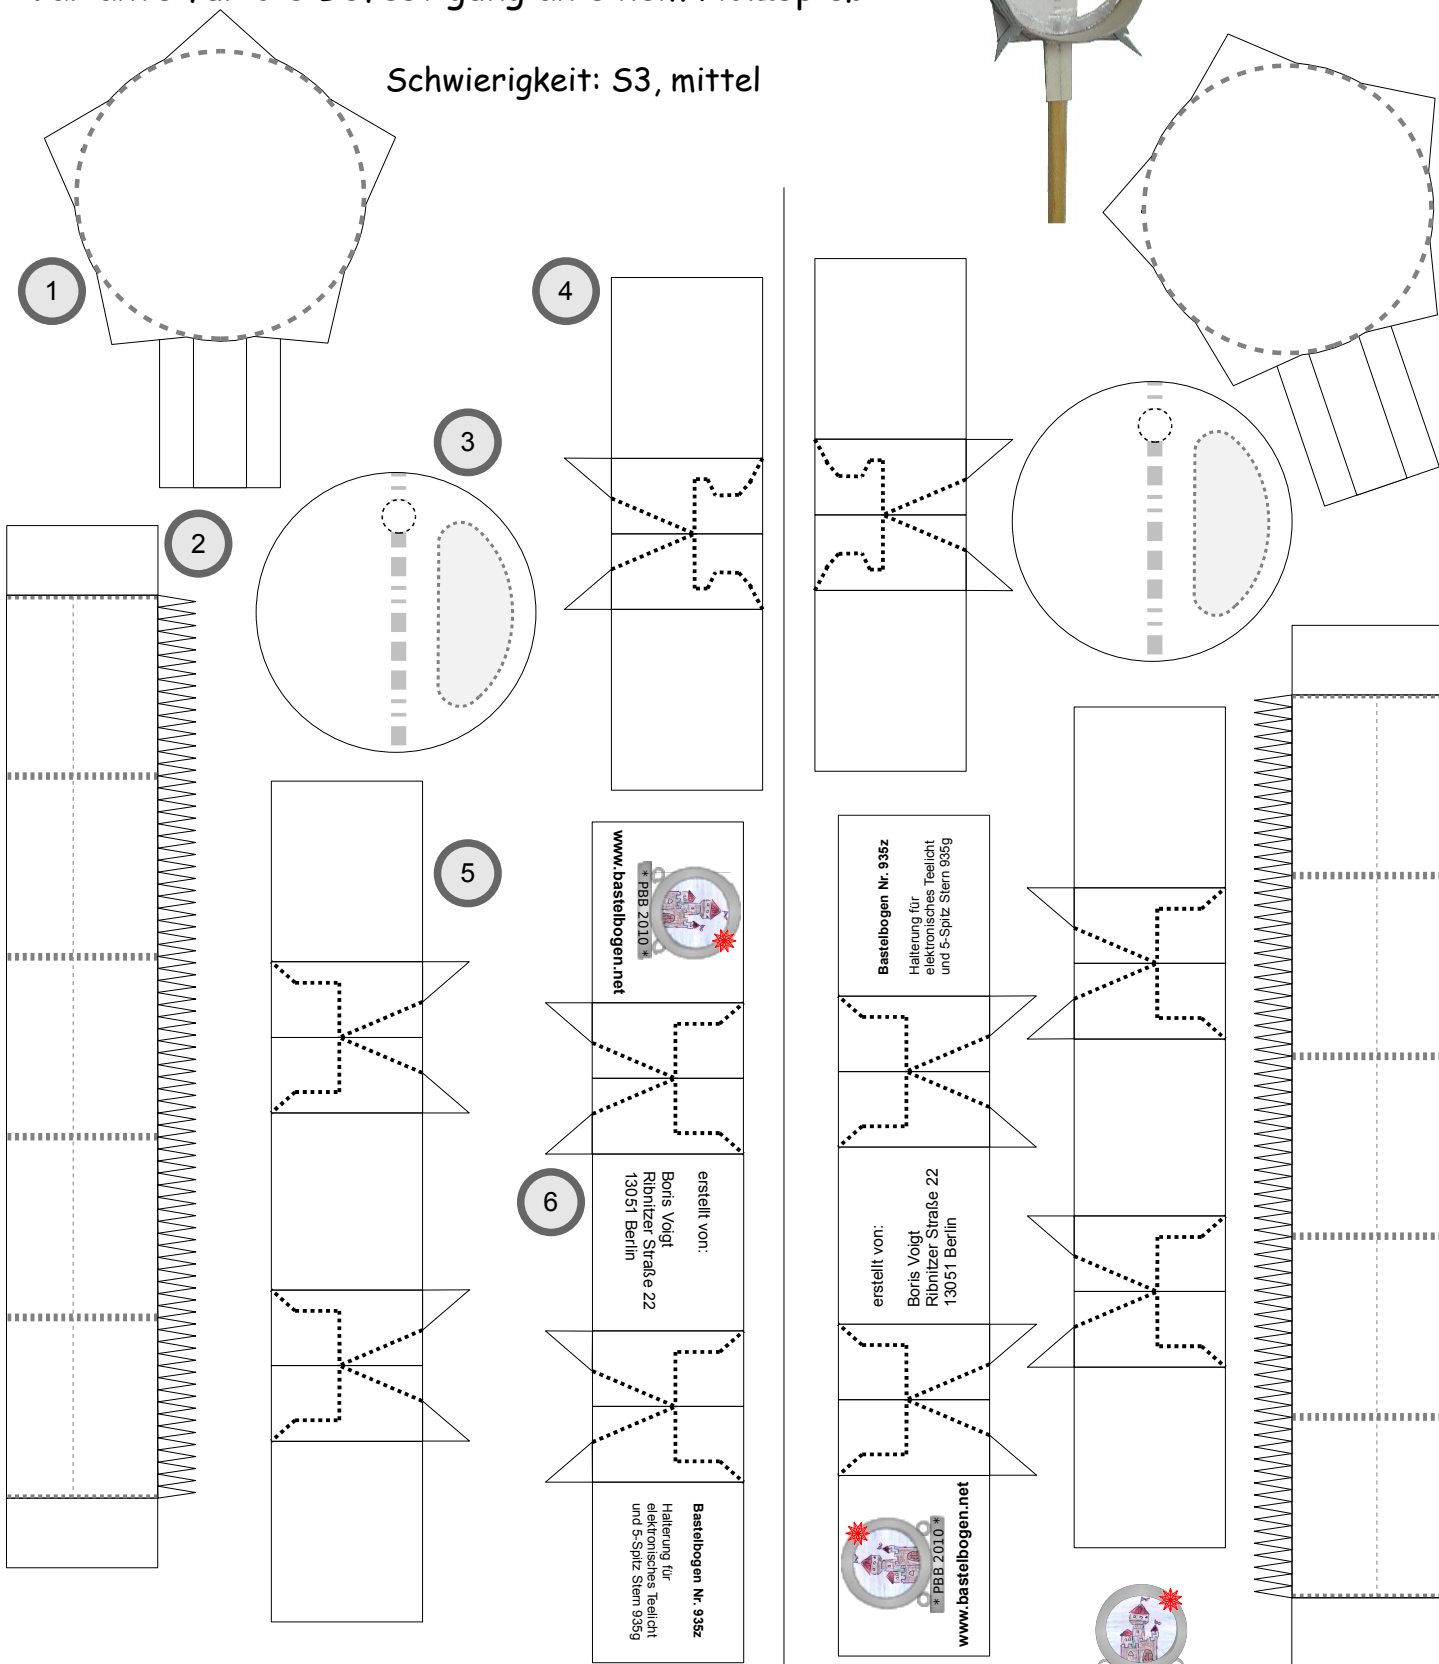 Schwierigkeit: S3, mittel
1
2
3
4
5
6
www.bastelbogen.net
* PBB 2010 *
erstellt von:
Boris Voigt
Ribnitzer Straße 22
13051 Berlin
Bastelbogen Nr. 935z
Halterung für
elektronisches Teelicht
und 5-Spitz Stern 935g
Bastelbogen Nr. 935z
Halterung für
elektronisches Teelicht
und 5-Spitz Stern 935g
erstellt von:
Boris Voigt
Ribnitzer Straße 22
13051 Berlin
* PBB 2010 *
www.bastelbogen.net